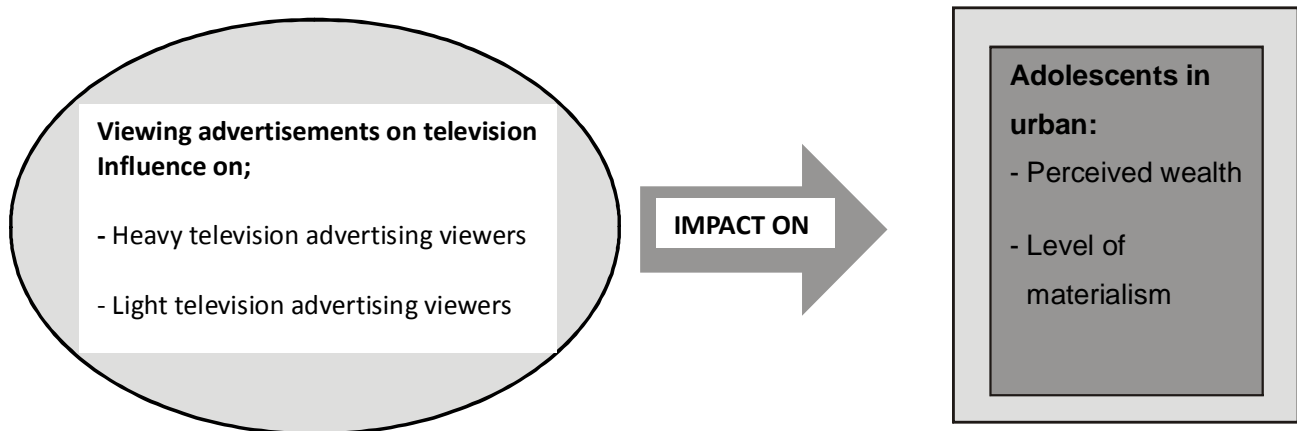 Viewing advertisements on television
Influence on;
- Heavy television advertising viewers
- Light television advertising viewers
IMPACT ON
Adolescents in
urban:
- Perceived wealth
- Level of
materialism